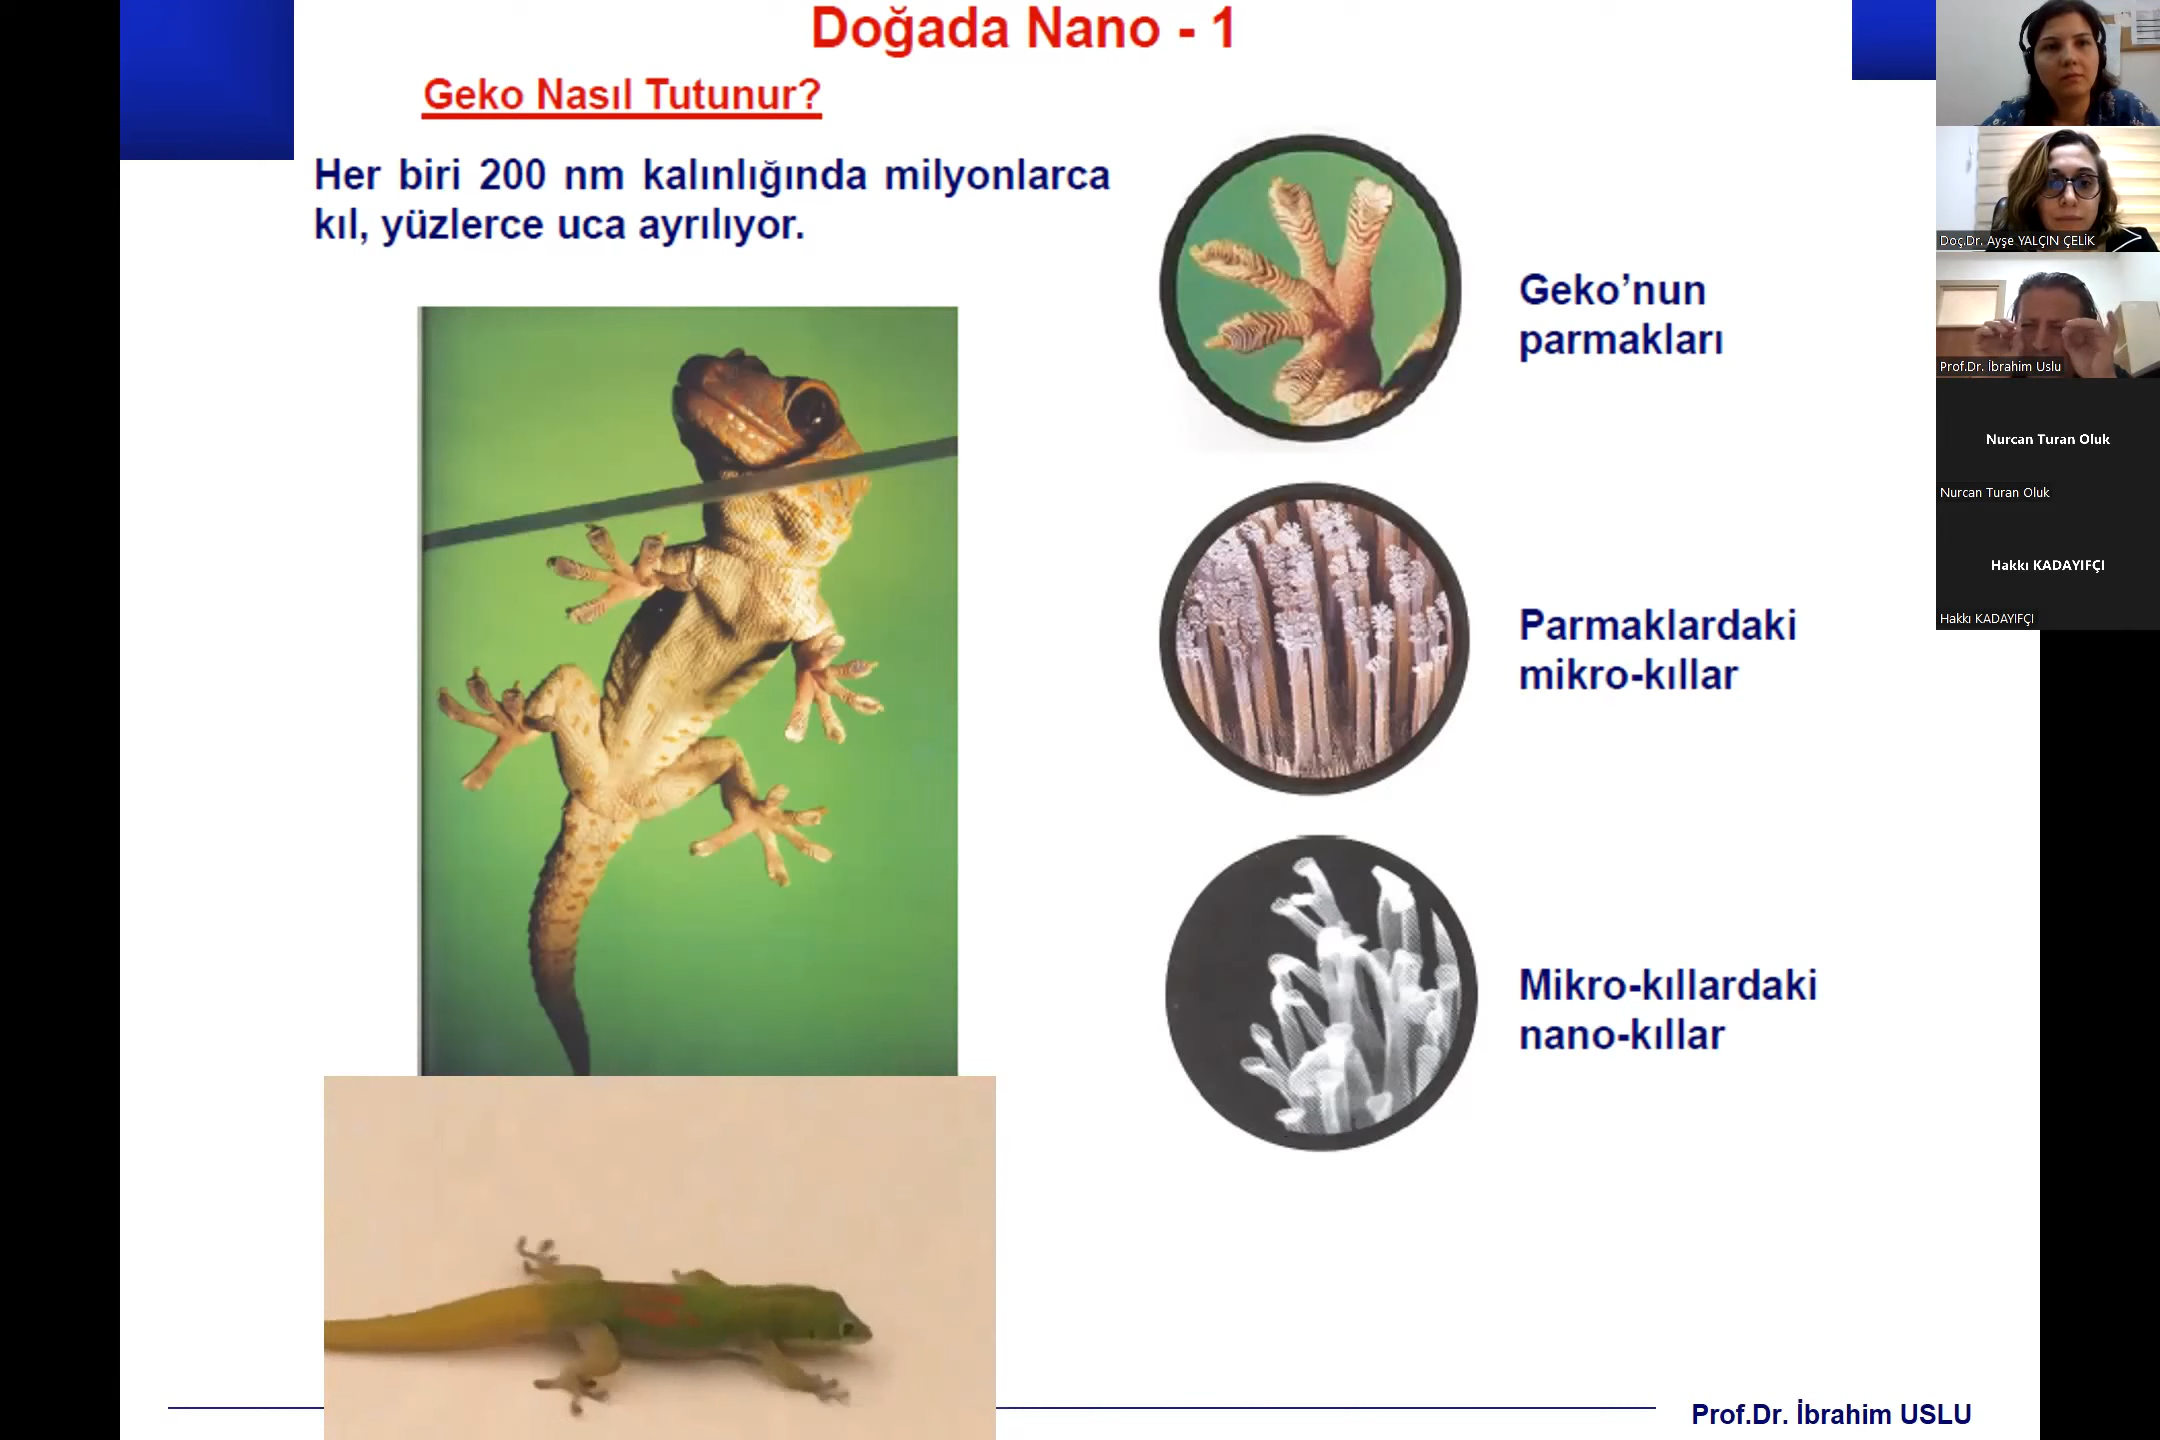 Doğada Nano - 1
Geko Nasıl Tutunur?
Her biri 200 nm kalınlığında milyonlarca
kıl, yüzlerce uca ayrılıyor.
Geko’nun
parmakları
Parmaklardaki
mikro-kıllar
Mikro-kıllardaki
nano-kıllar
Prof.Dr. İbrahim USLU
Doç.Dr. Ayşe YALÇIN ÇELİK
Prof.Dr. İbrahim Uslu
Nurcan Turan Oluk
Nurcan Turan Oluk
Hakkı KADAYIFÇI
Hakkı KADAYIFÇI